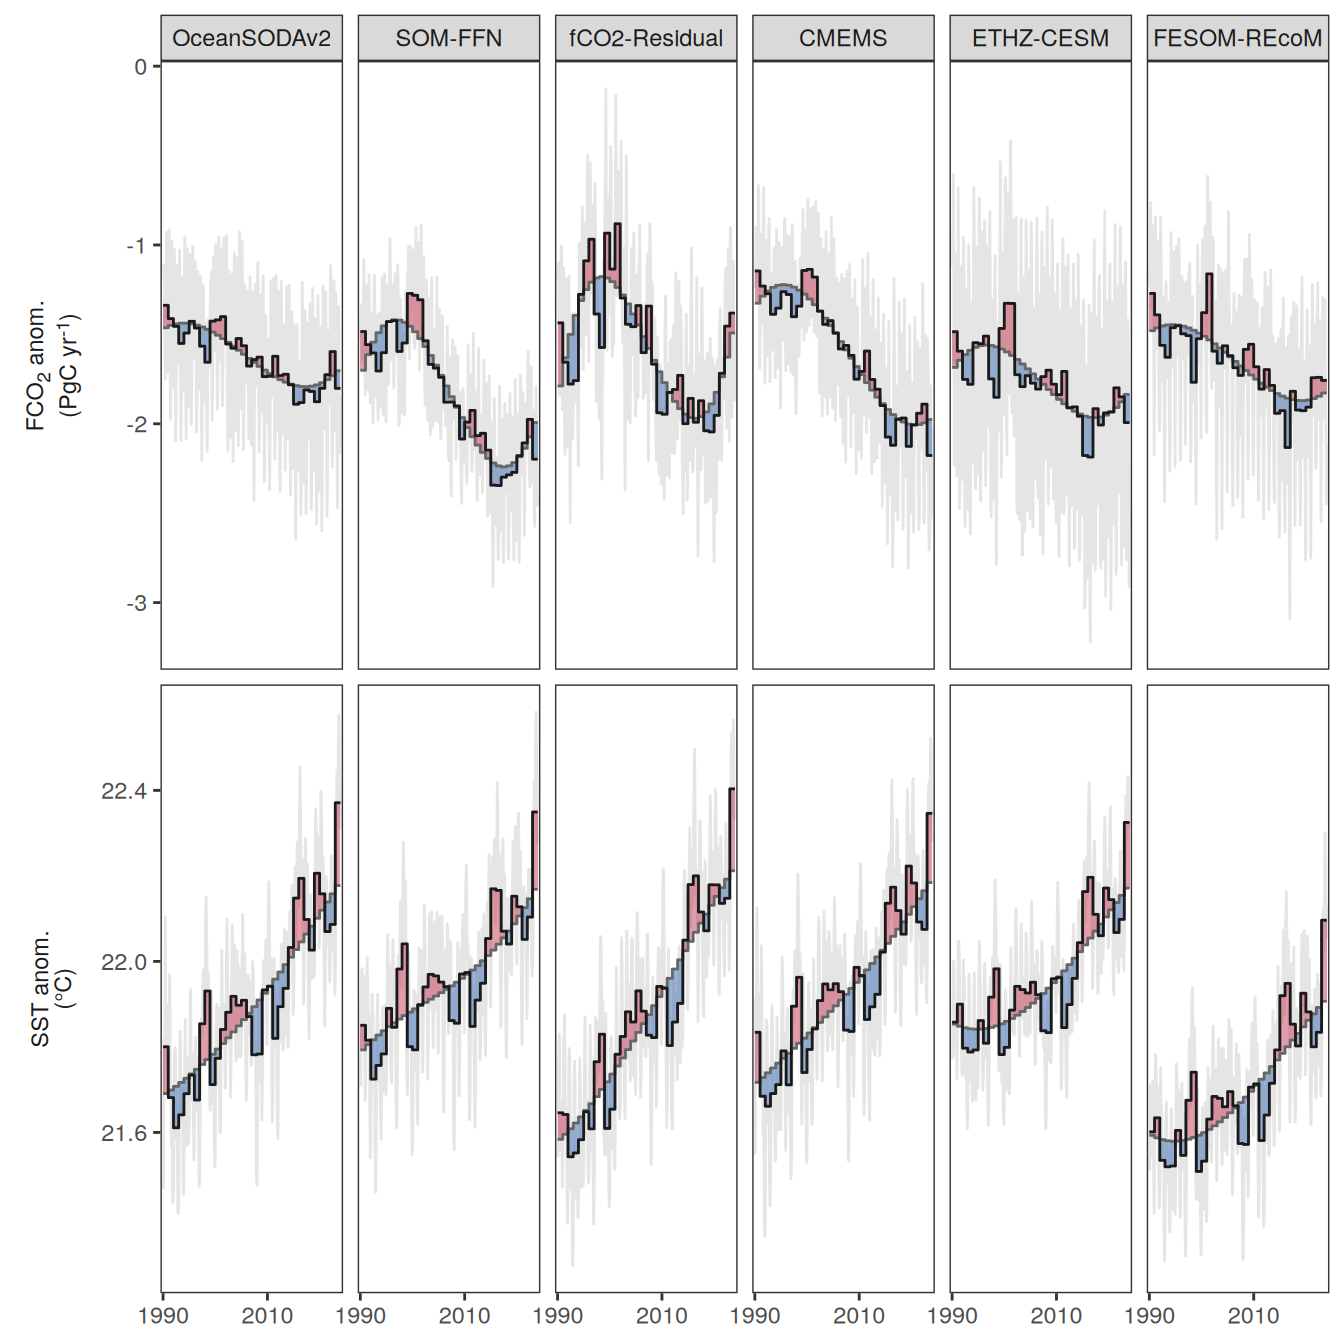 OceanSODAv2 SOM-FFN fCO2-Residual CMEMS ETHZ-CESM FESOM-REcoM
FCO2 anom.
(PgC yr-1)
0
-1
-2
-3
SST anom.
(°C)
22.4
22.0
21.6
1990 2010 1990 2010 1990 2010 1990 2010 1990 2010 1990 2010